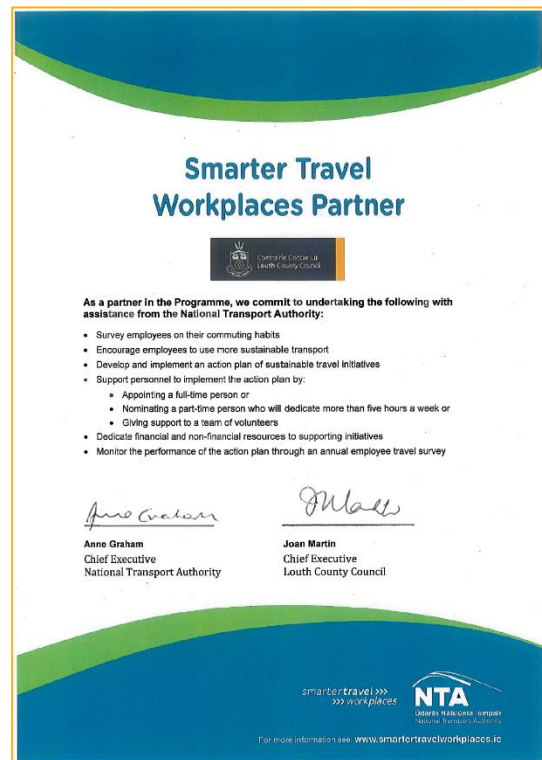 Smarter Travel
Workplaces Partner
Comhairle Contae Lú
Louth County Council
As a partner in the Programme, we commit to undertaking the following with
assistance from the National Transport Authority:
• Survey employees on their commuting habits
• Encourage employees to use more sustainable transport
• Develop and implement an action plan of sustainable travel initiatives
• Support personnel to implement the action plan by:
• Appointing a full-time person or
• Nominating a part-time person who will dedicate more than five hours a week or
• Giving support to a team of volunteers
• Dedicate financial and non-financial resources to supporting initiatives
• Monitor the performance of the action plan through an annual employee travel survey
Anne Graham
Anne Graham
Chief Executive
National Transport Authority
Joan Martin
Chief Executive
Louth County Council
smartertravel >>>
>>> workplaces
NTA
Údarás Náisiúnta Iompair
National Transport Authority
For more information see: www.smartertravelworkplaces.ie